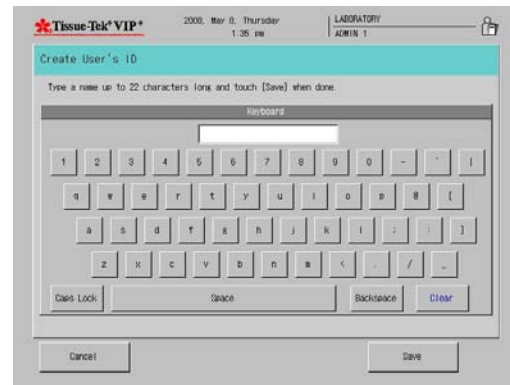 Tissue-Tek® VIP®
2008, May 8, Thursday
1:35 PM
LABORATORY
ADMIN 1
Create User's ID
Type a name up to 22 characters long and touch [Save] when done.
Keyboard
1 2 3 4 5 6 7 8 9 0 -
q w e r t y u i o p @ [
a s d f g h j k l ; : ]
z x c v b n m < . / _
Caps Lock Space Backspace Clear
Cancel Save